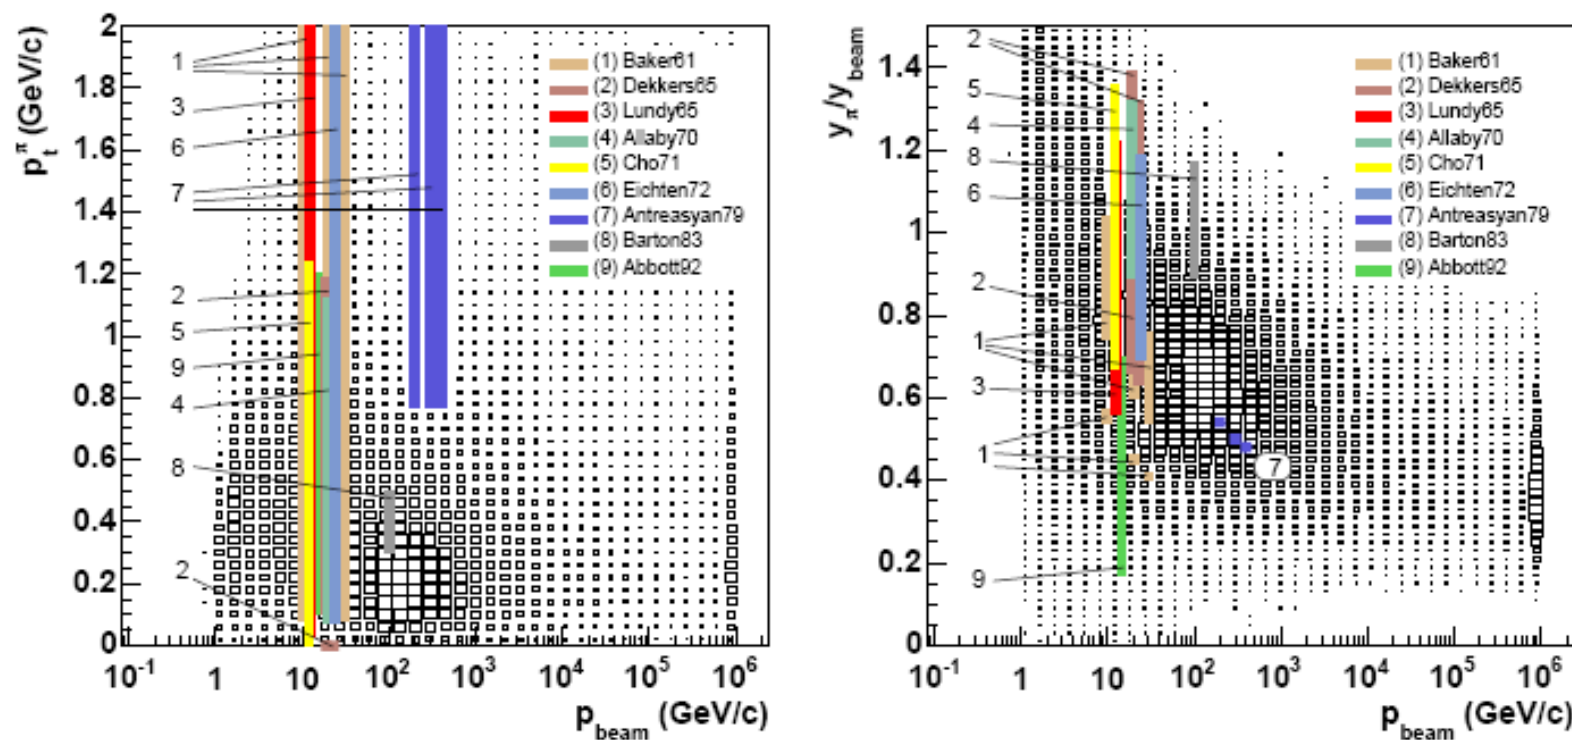 p_t^π (GeV/c)
2
1.8
1.6
1.4
1.2
1
0.8
0.6
0.4
0.2
0
1
3
6
7
2
5
9
4
8
2
(1) Baker61
(2) Dekkers65
(3) Lundy65
(4) Allaby70
(5) Cho71
(6) Eichten72
(7) Antreasyan79
(8) Barton83
(9) Abbott92
10^-1 1 10 10^2 10^3 10^4 10^5 10^6
p_beam (GeV/c)
y_π/y_beam
1.4
1.2
1
0.8
0.6
0.4
0.2
0
2
5
4
8
6
2
1
3
1
1
9
7
(1) Baker61
(2) Dekkers65
(3) Lundy65
(4) Allaby70
(5) Cho71
(6) Eichten72
(7) Antreasyan79
(8) Barton83
(9) Abbott92
10^-1 1 10 10^2 10^3 10^4 10^5 10^6
p_beam (GeV/c)